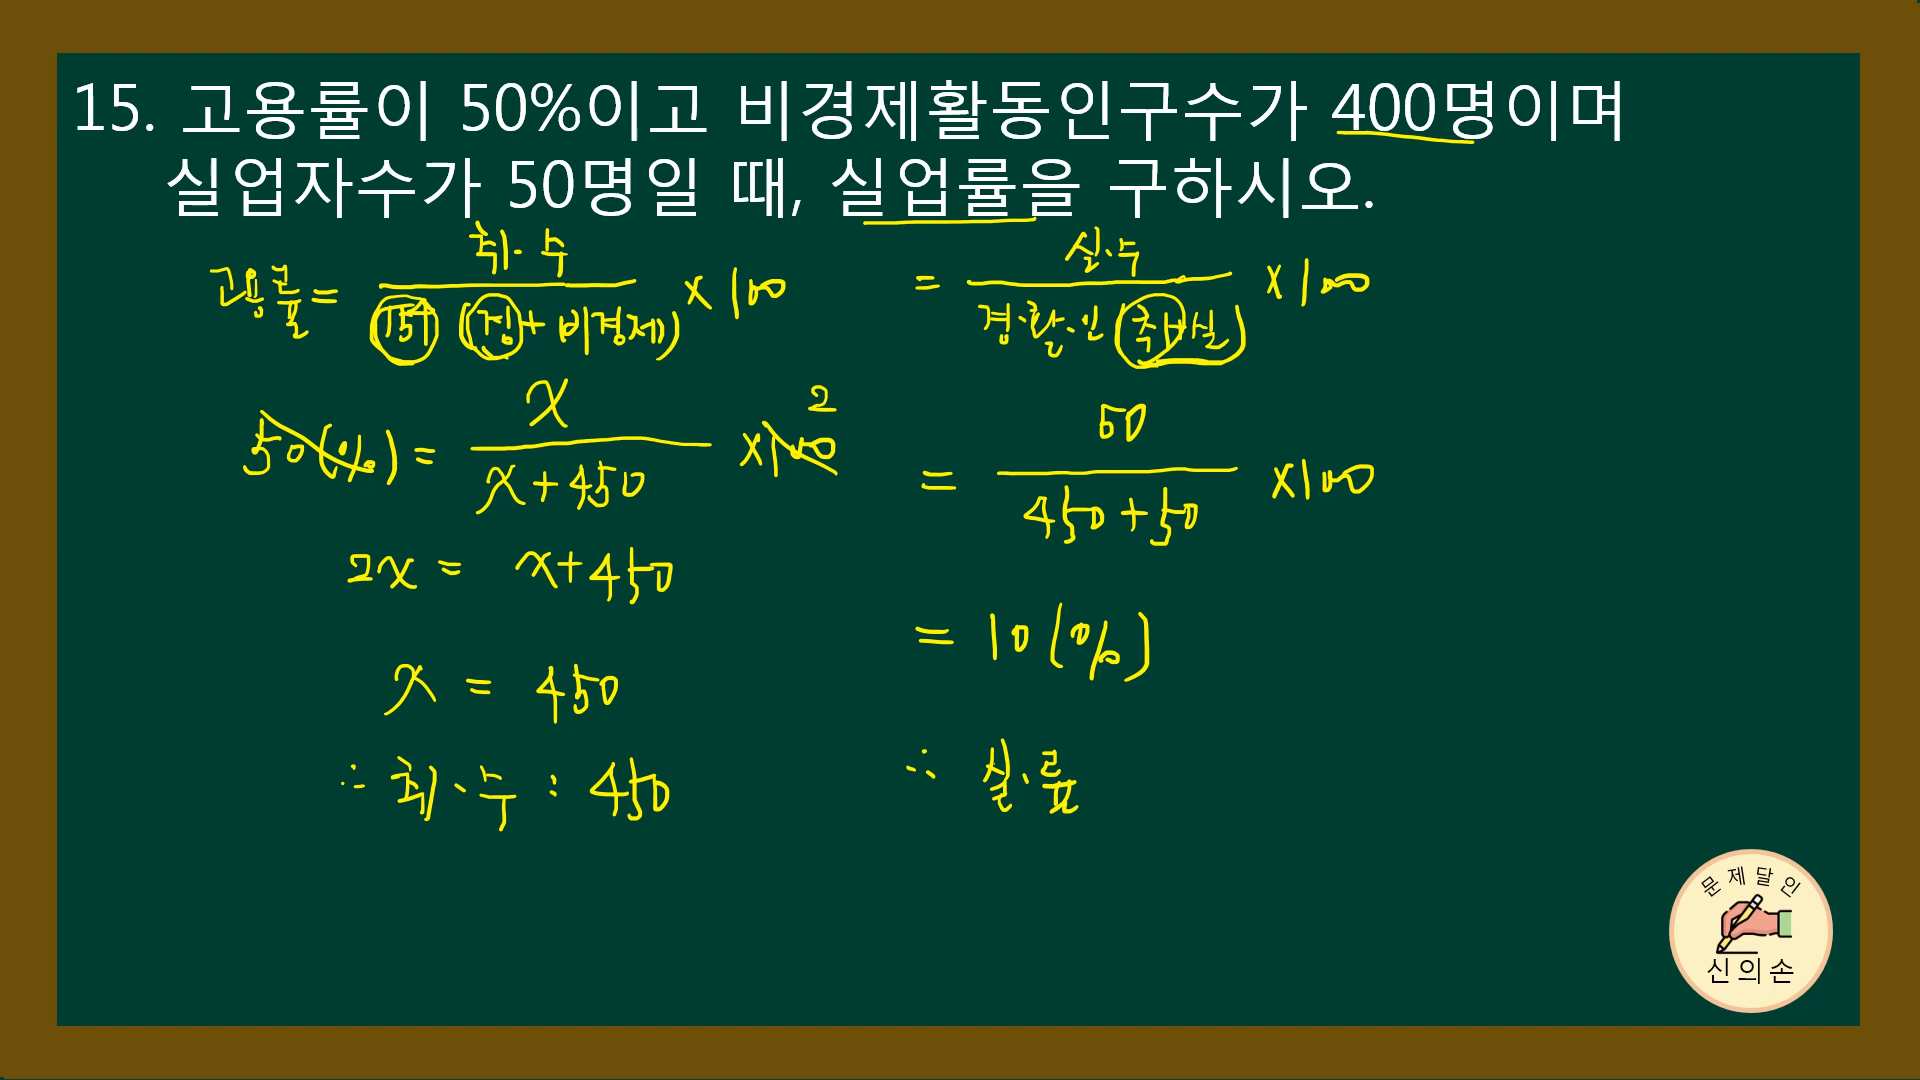 15. 고용률이 50%이고 비경제활동인구수가 400명이며
실업자수가 50명일 때, 실업률을 구하시오.
고용률 = 취·수 / 15↑ (경+비경제) ×100
50(%) = x / x+450 ×100 2
2x = x+450
x = 450
∴ 취·수 : 450
= 실·수 / 경·활·인 (취+실) ×100
= 50 / 450+50 ×100
= 10(%)
∴ 실·률
문제달인
신의손